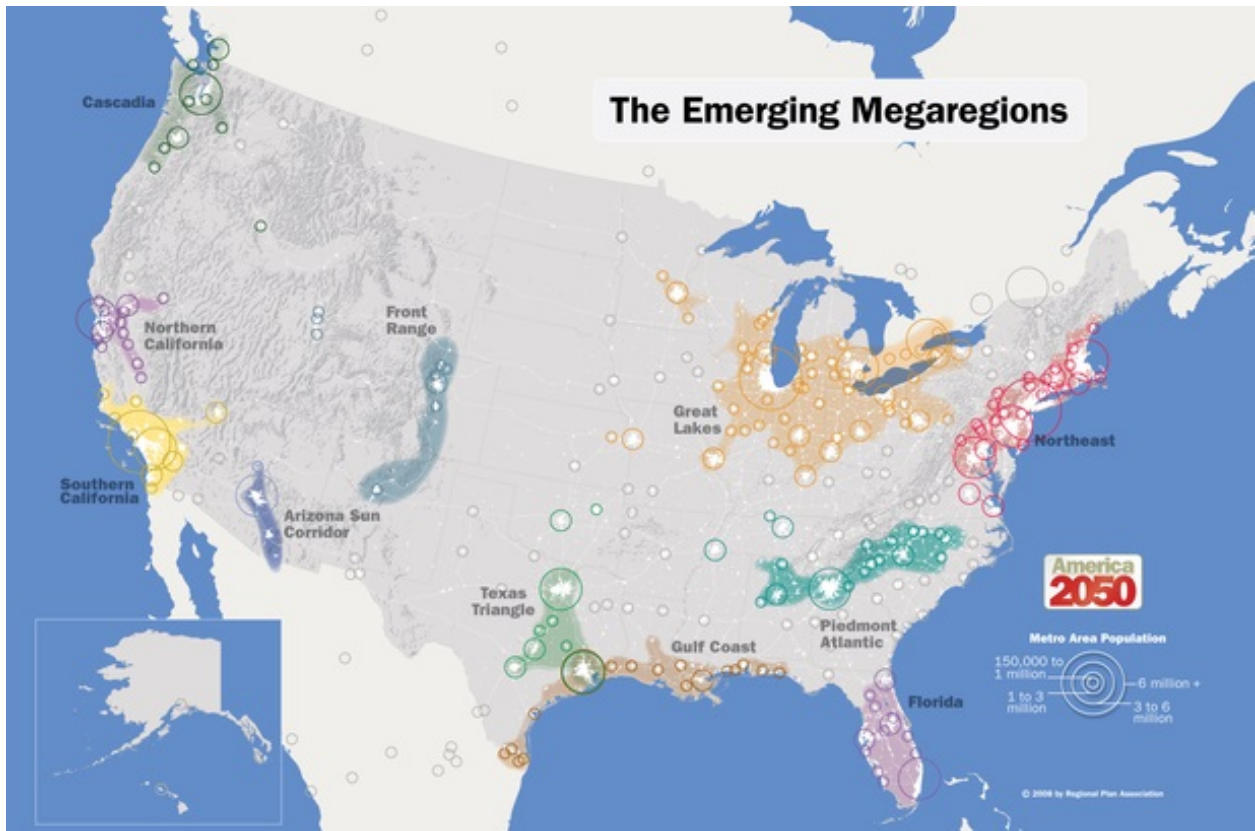 The Emerging Megaregions
Cascadia
Northern
California
Front
Range
Great
Lakes
Northeast
Southern
California
Arizona Sun
Corridor
Texas
Triangle
Gulf Coast
Piedmont
Atlantic
Florida
America
2050
Metro Area Population
150,000 to
1 million
1 to 3
million
6 million +
3 to 6
million
© 2008 by Regional Plan Association